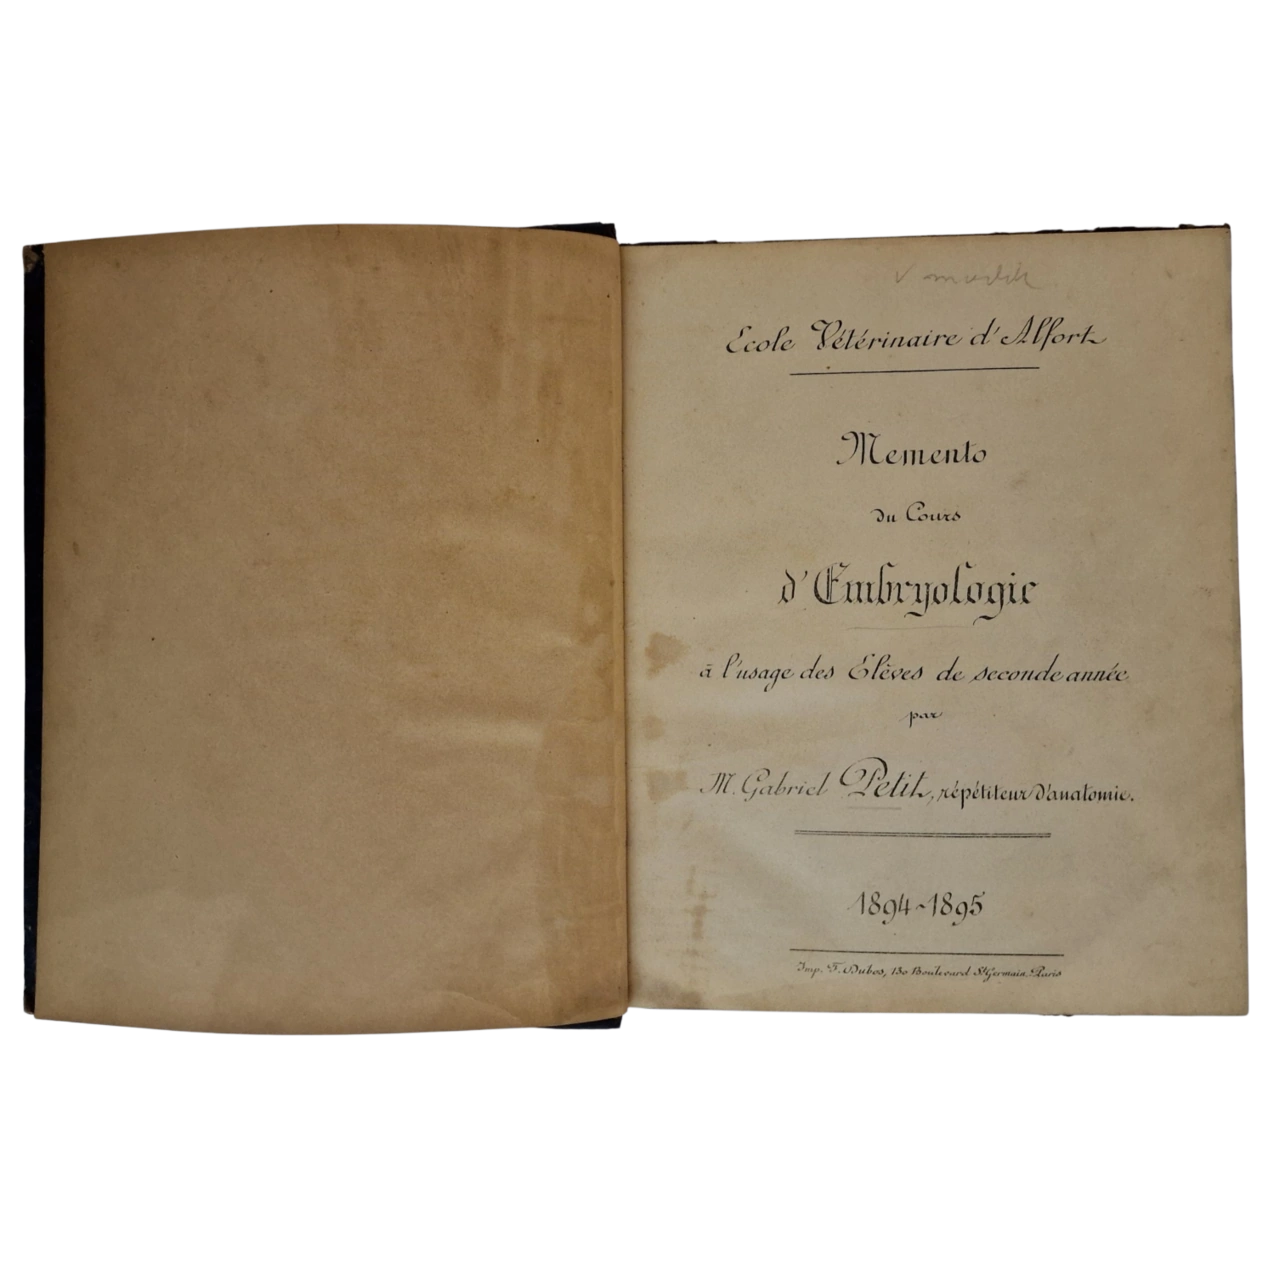 Ecole Vétérinaire d'Alfort
Memento
du Cours
d'Embryologie
à l'usage des Elèves de seconde année
par
M. Gabriel Petit, répétiteur d'anatomie.
1894-1895
Imp. F. Dubos, 130 Boulevard St Germain, Paris